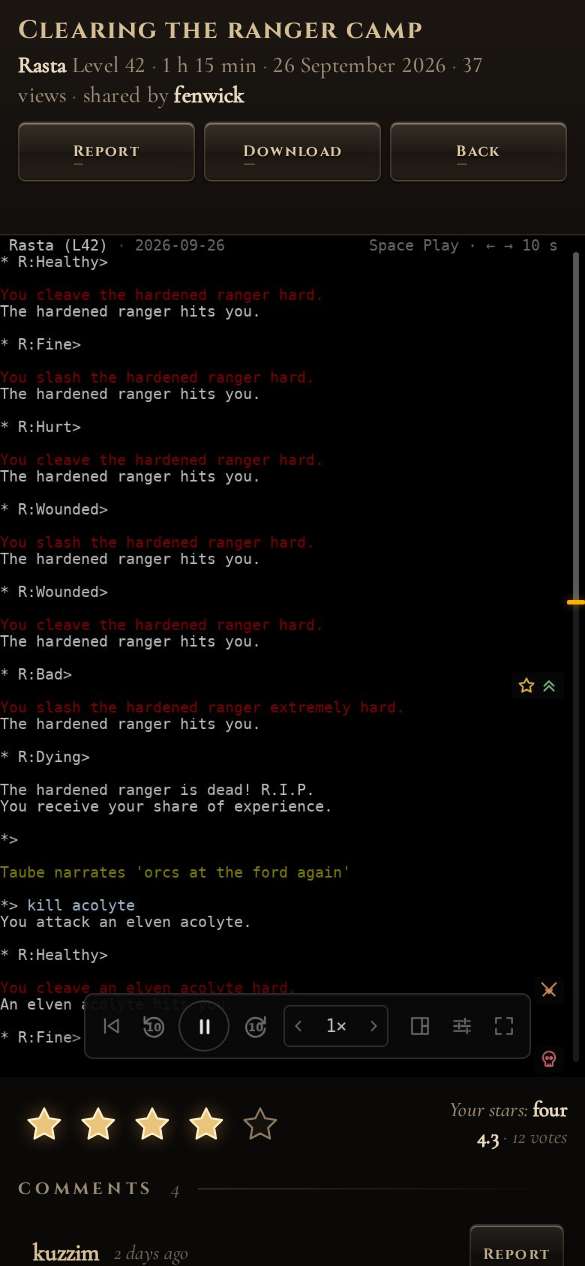 Clearing the ranger camp
Rasta Level 42 · 1 h 15 min · 26 September 2026 · 37
views · shared by fenwick
Report Download Back
Rasta (L42) · 2026-09-26 Space Play · ← → 10 s
* R:Healthy>
You cleave the hardened ranger hard.
The hardened ranger hits you.
* R:Fine>
You slash the hardened ranger hard.
The hardened ranger hits you.
* R:Hurt>
You cleave the hardened ranger hard.
The hardened ranger hits you.
* R:Wounded>
You slash the hardened ranger hard.
The hardened ranger hits you.
* R:Wounded>
You cleave the hardened ranger hard.
The hardened ranger hits you.
* R:Bad>
You slash the hardened ranger extremely hard.
The hardened ranger hits you.
* R:Dying>
The hardened ranger is dead! R.I.P.
You receive your share of experience.
*>
Taube narrates 'orcs at the ford again'
*> kill acolyte
You attack an elven acolyte.
* R:Healthy>
You cleave an elven acolyte hard.
An elven acolyte hits you.
* R:Fine>
10 10 1×
Your stars: four
4.3 · 12 votes
Comments 4
kuzzim 2 days ago Report